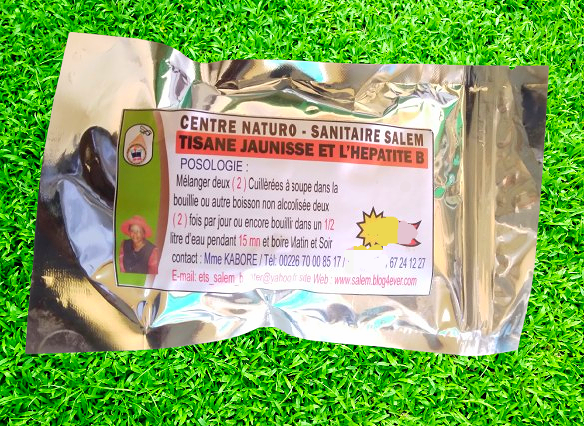 CENTRE NATURO - SANITAIRE SALEM
TISANE JAUNISSE ET L'HEPATITE B
POSOLOGIE :
Mélanger deux ( 2 ) Cuillérées à soupe dans la
bouillie ou autre boisson non alcoolisée deux
( 2 ) fois par jour ou encore bouilli dans un 1/2
litre d'eau pendant 15 mn et boire Matin et Soir
contact : Mme KABORE / Tél: 00226 70 00 85 17 / 67 24 12 27
E-mail: ets_salem site Web : www.salem.blog4ever.com